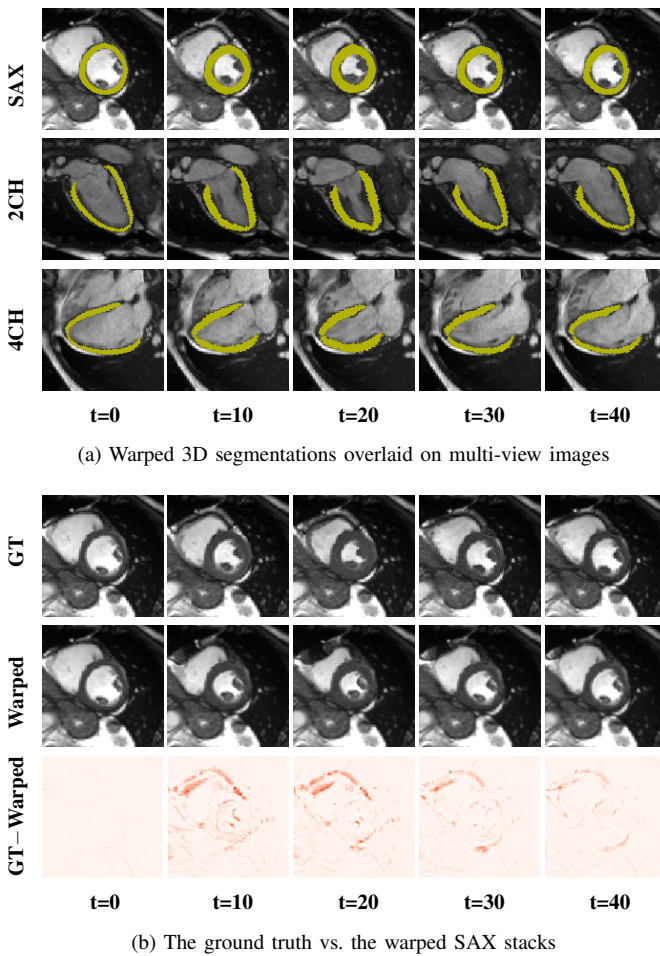 SAX
2CH
4CH
t=0 t=10 t=20 t=30 t=40
(a) Warped 3D segmentations overlaid on multi-view images
GT
Warped
GT−Warped
t=0 t=10 t=20 t=30 t=40
(b) The ground truth vs. the warped SAX stacks